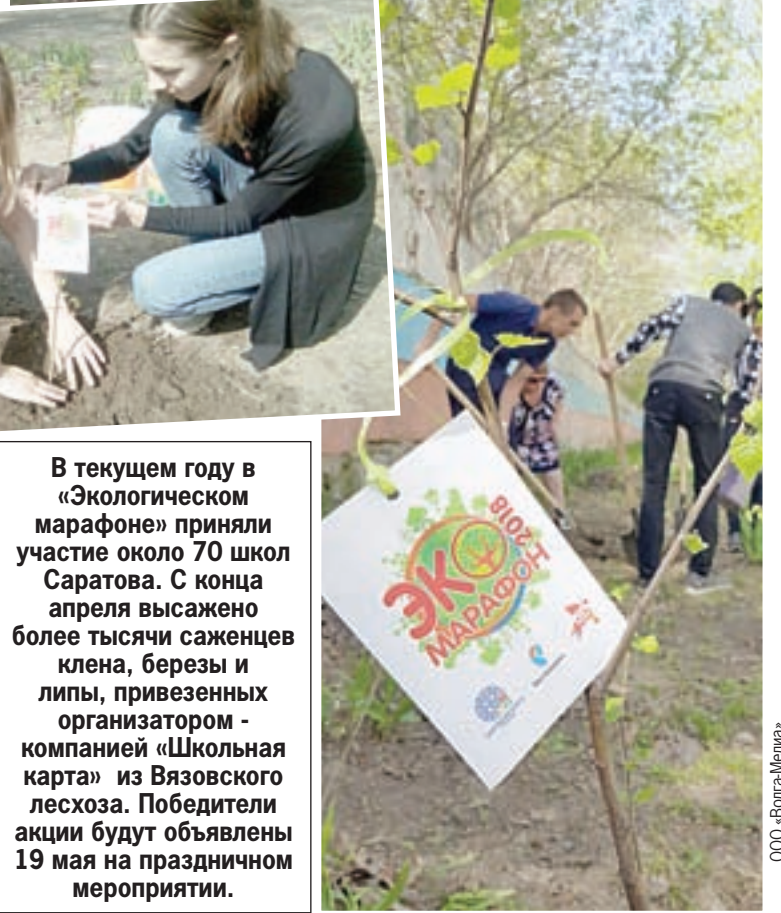 В текущем году в
«Экологическом
марафоне» приняли
участие около 70 школ
Саратова. С конца
апреля высажено
более тысячи саженцев
клена, березы и
липы, привезенных
организатором -
компанией «Школьная
карта» из Вязовского
лесхоза. Победители
акции будут объявлены
19 мая на праздничном
мероприятии.
ЭКО
МАРАФОН
2018
ООО «Волга-Медиа»